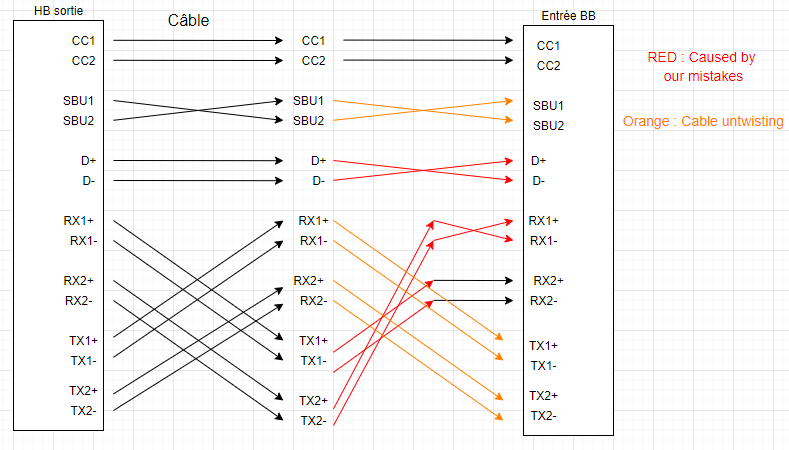 HB sortie
Câble
Entrée BB
CC1 CC1 CC1
CC2 CC2 CC2
RED : Caused by
our mistakes
SBU1 SBU1 SBU1
SBU2 SBU2 SBU2
Orange : Cable untwisting
D+ D+ D+
D- D- D-
RX1+ RX1+ RX1+
RX1- RX1- RX1-
RX2+ RX2+ RX2+
RX2- RX2- RX2-
TX1+ TX1+ TX1+
TX1- TX1- TX1-
TX2+ TX2+ TX2+
TX2- TX2- TX2-